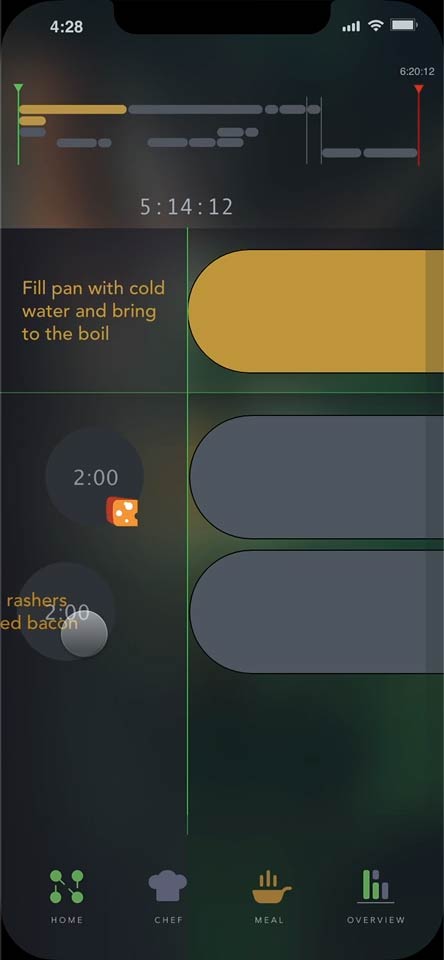 4:28
6:20:12
5:14:12
Fill pan with cold
water and bring
to the boil
2:00
rashers
2:00
ed bacon
HOME
CHEF
MEAL
OVERVIEW